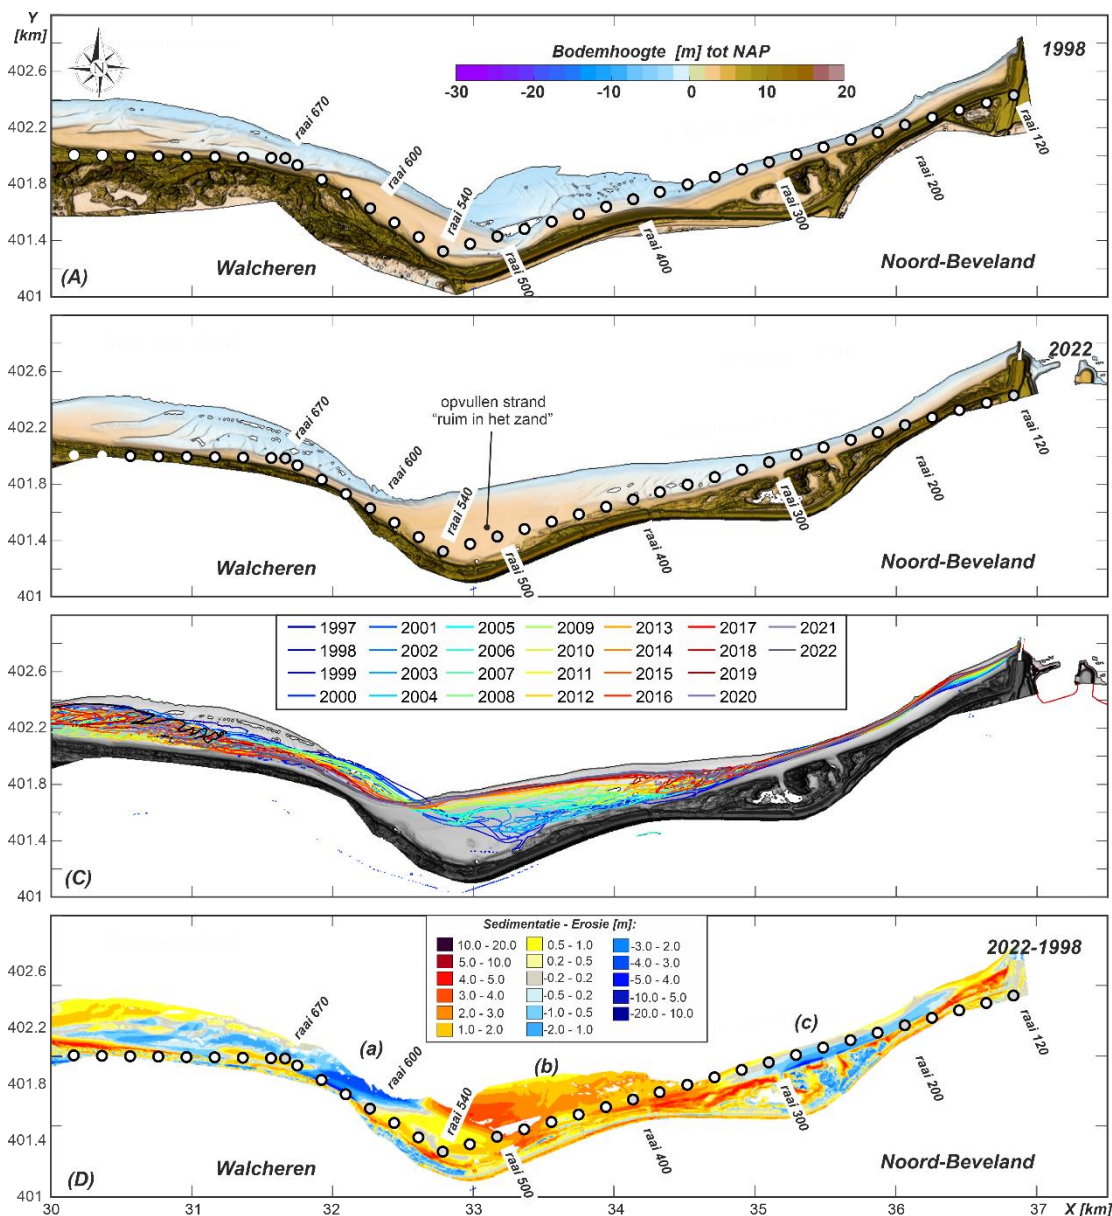 Y
[km]
Bodemhoogte [m] tot NAP
1998
-30
-20
-10
0
10
20
N
402.6
402.2
401.8
401.4
401
raai 670
raai 600
raai 540
raai 500
raai 400
raai 300
raai 200
raai 120
Walcheren
Noord-Beveland
(A)
2022
402.6
402.2
401.8
401.4
401
opvullen strand
“ruim in het zand”
raai 670
raai 600
raai 540
raai 500
raai 400
raai 300
raai 200
raai 120
Walcheren
Noord-Beveland
1997 2001 2005 2009 2013 2017 2021
1998 2002 2006 2010 2014 2018 2022
1999 2003 2007 2011 2015 2019
2000 2004 2008 2012 2016 2020
402.6
402.2
401.8
401.4
401
(C)
Sedimentatie - Erosie [m]:
10.0 - 20.0 0.5 - 1.0 -3.0 - 2.0
5.0 - 10.0 0.2 - 0.5 -4.0 - 3.0
4.0 - 5.0 -0.2 - 0.2 -5.0 - 4.0
3.0 - 4.0 -0.5 - 0.2 -10.0 - 5.0
2.0 - 3.0 -1.0 - 0.5 -20.0 - 10.0
1.0 - 2.0 -2.0 - 1.0
2022-1998
402.6
402.2
401.8
401.4
401
raai 670
(a)
raai 600
raai 540
(b)
raai 500
raai 400
(c)
raai 300
raai 200
raai 120
Walcheren
Noord-Beveland
(D)
30 31 32 33 34 35 36 37 X [km]